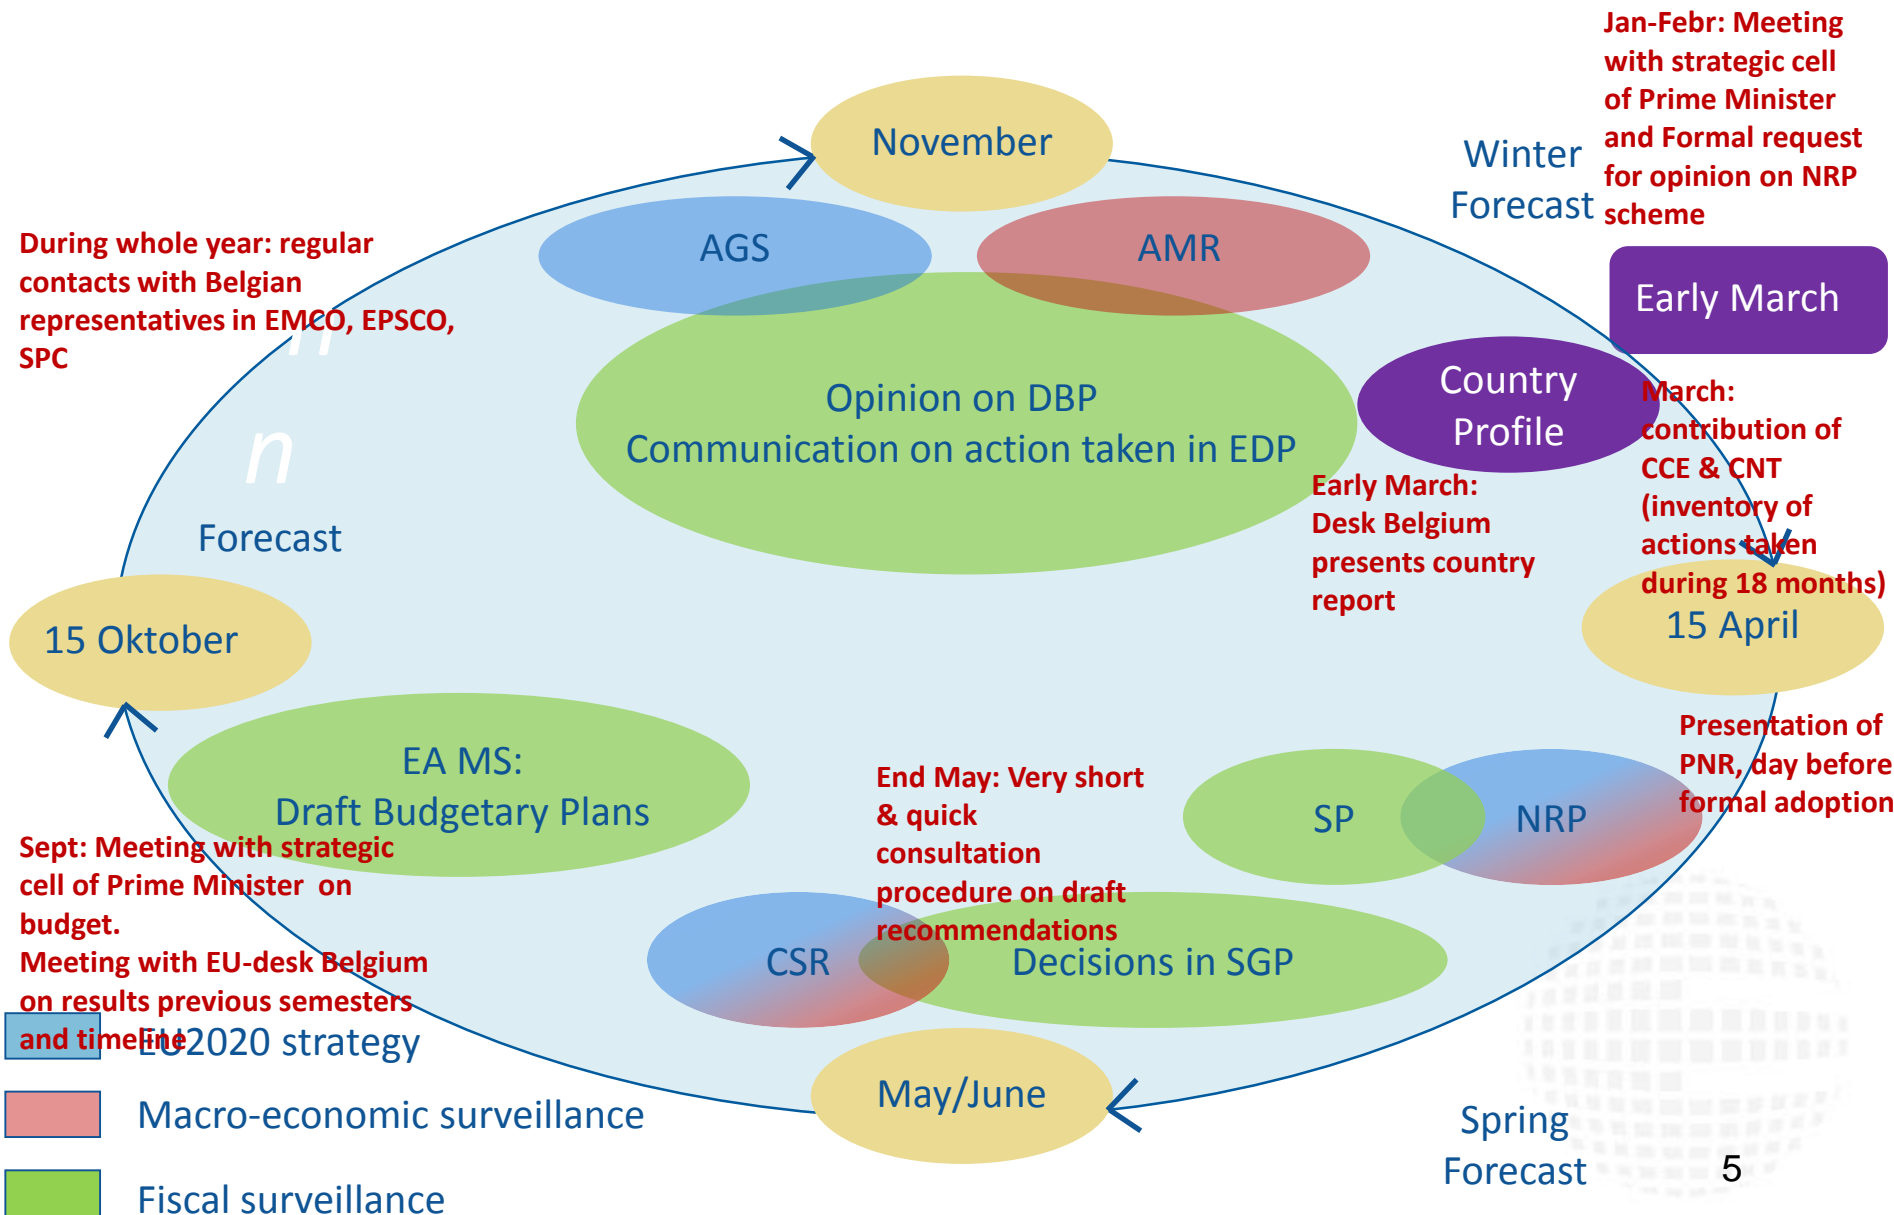 Jan-Febr: Meeting
with strategic cell
of Prime Minister
and Formal request
for opinion on NRP
scheme
November
Winter
Forecast
AGS
AMR
During whole year: regular
contacts with Belgian
representatives in EMCO, EPSCO,
SPC
n
n
Forecast
Early March
Opinion on DBP
Communication on action taken in EDP
Country
Profile
March:
contribution of
CCE & CNT
(inventory of
actions taken
during 18 months)
Early March:
Desk Belgium
presents country
report
15 Oktober
15 April
EA MS:
Draft Budgetary Plans
Presentation of
PNR, day before
formal adoption
End May: Very short
& quick
consultation
procedure on draft
recommendations
SP
NRP
Sept: Meeting with strategic
cell of Prime Minister on
budget.
Meeting with EU-desk Belgium
on results previous semesters
and timeline
CSR
Decisions in SGP
EU2020 strategy
May/June
Macro-economic surveillance
Spring
Forecast
5
Fiscal surveillance